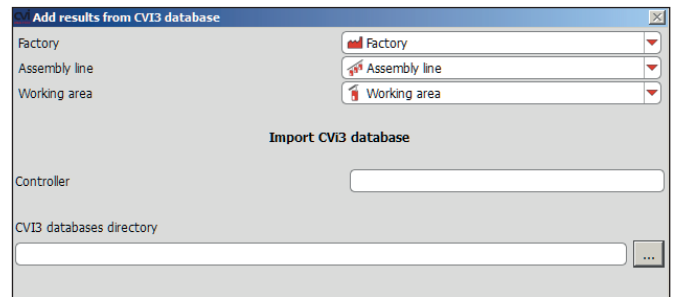 cvi Add results from CVI3 database
Factory Factory
Assembly line Assembly line
Working area Working area
Import CVi3 database
Controller
CVI3 databases directory
...